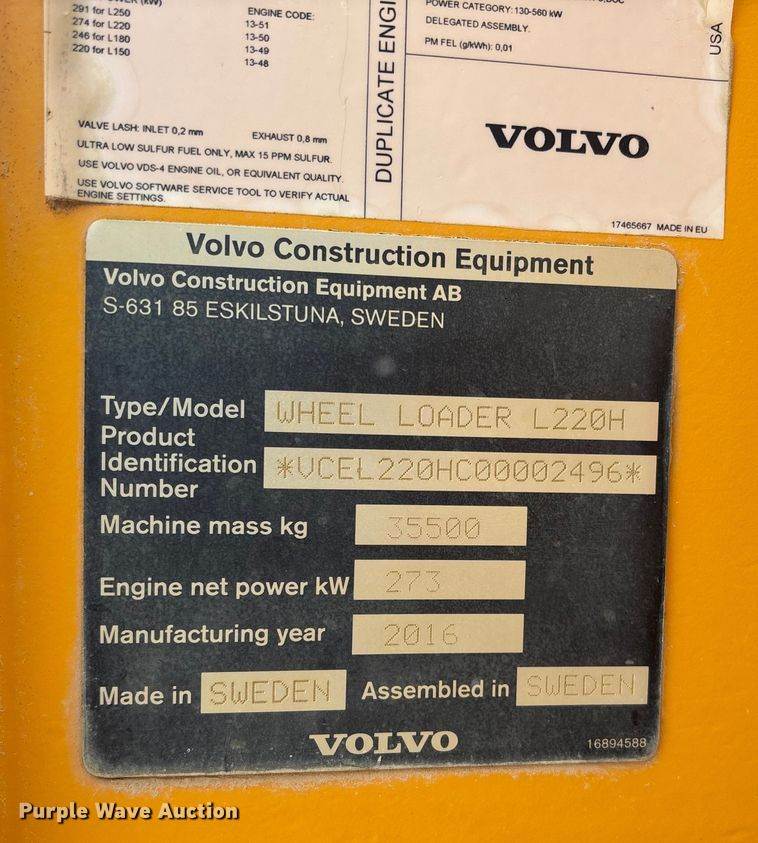 291 for L250
274 for L220
246 for L180
220 for L150
ENGINE CODE:
13-51
13-50
13-49
13-48
VALVE LASH: INLET 0,2 mm EXHAUST 0,8 mm
ULTRA LOW SULFUR FUEL ONLY, MAX 15 PPM SULFUR.
USE VOLVO VDS-4 ENGINE OIL, OR EQUIVALENT QUALITY.
USE VOLVO SOFTWARE SERVICE TOOL TO VERIFY ACTUAL
ENGINE SETTINGS.
DUPLICATE
POWER CATEGORY: 130-560 kW
DELEGATED ASSEMBLY.
PM FEL (g/kWh): 0,01
USA
VOLVO
17465667 MADE IN EU
Volvo Construction Equipment
Volvo Construction Equipment AB
S-631 85 ESKILSTUNA, SWEDEN
Type/Model WHEEL LOADER L220H
Product
Identification
Number
*VCEL220HC00002496*
Machine mass kg 35500
Engine net power kW 273
Manufacturing year 2016
Made in SWEDEN Assembled in SWEDEN
VOLVO
16894588
Purple Wave Auction